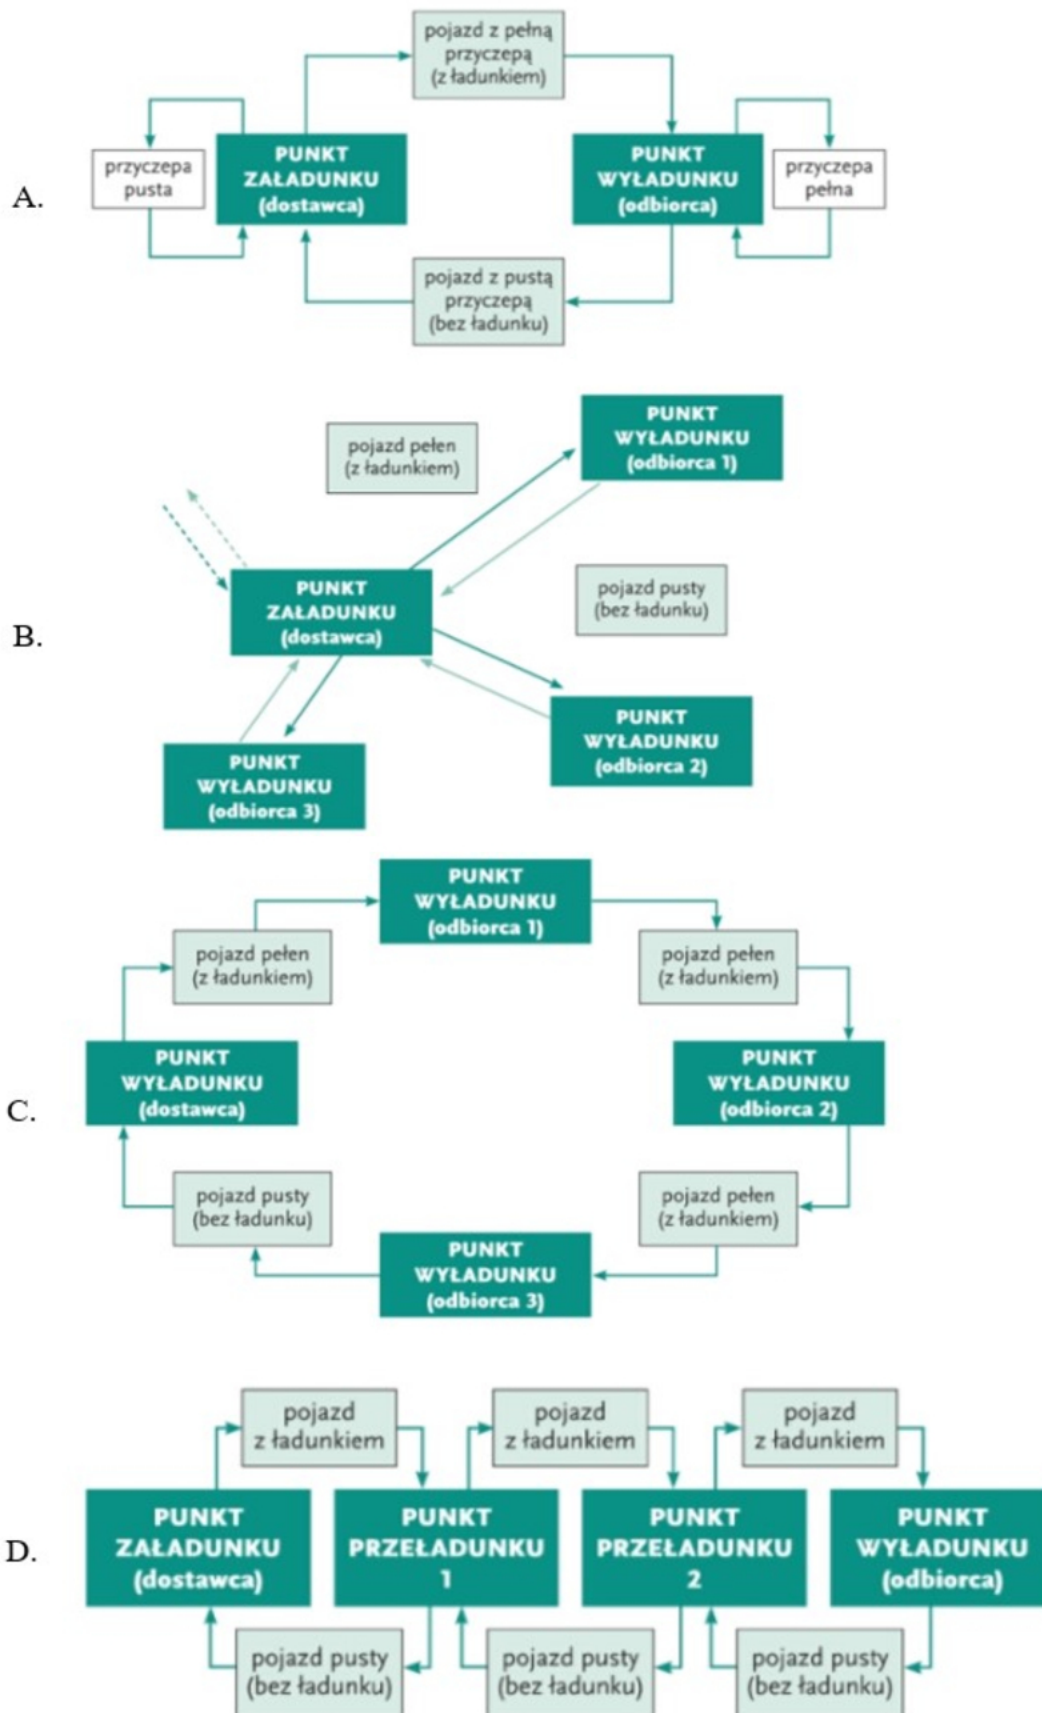 A.
pojazd z pełną
przyczepą
(z ładunkiem)
przyczepa
pusta
PUNKT
ZAŁADUNKU
(dostawca)
PUNKT
WYŁADUNKU
(odbiorca)
przyczepa
pełna
pojazd z pustą
przyczepą
(bez ładunku)
B.
pojazd pełen
(z ładunkiem)
PUNKT
WYŁADUNKU
(odbiorca 1)
PUNKT
ZAŁADUNKU
(dostawca)
pojazd pusty
(bez ładunku)
PUNKT
WYŁADUNKU
(odbiorca 2)
PUNKT
WYŁADUNKU
(odbiorca 3)
C.
PUNKT
WYŁADUNKU
(odbiorca 1)
pojazd pełen
(z ładunkiem)
pojazd pełen
(z ładunkiem)
PUNKT
WYŁADUNKU
(dostawca)
PUNKT
WYŁADUNKU
(odbiorca 2)
pojazd pusty
(bez ładunku)
pojazd pełen
(z ładunkiem)
PUNKT
WYŁADUNKU
(odbiorca 3)
D.
pojazd
z ładunkiem
pojazd
z ładunkiem
pojazd
z ładunkiem
PUNKT
ZAŁADUNKU
(dostawca)
PUNKT
PRZEŁADUNKU
1
PUNKT
PRZEŁADUNKU
2
PUNKT
WYŁADUNKU
(odbiorca)
pojazd pusty
(bez ładunku)
pojazd pusty
(bez ładunku)
pojazd pusty
(bez ładunku)